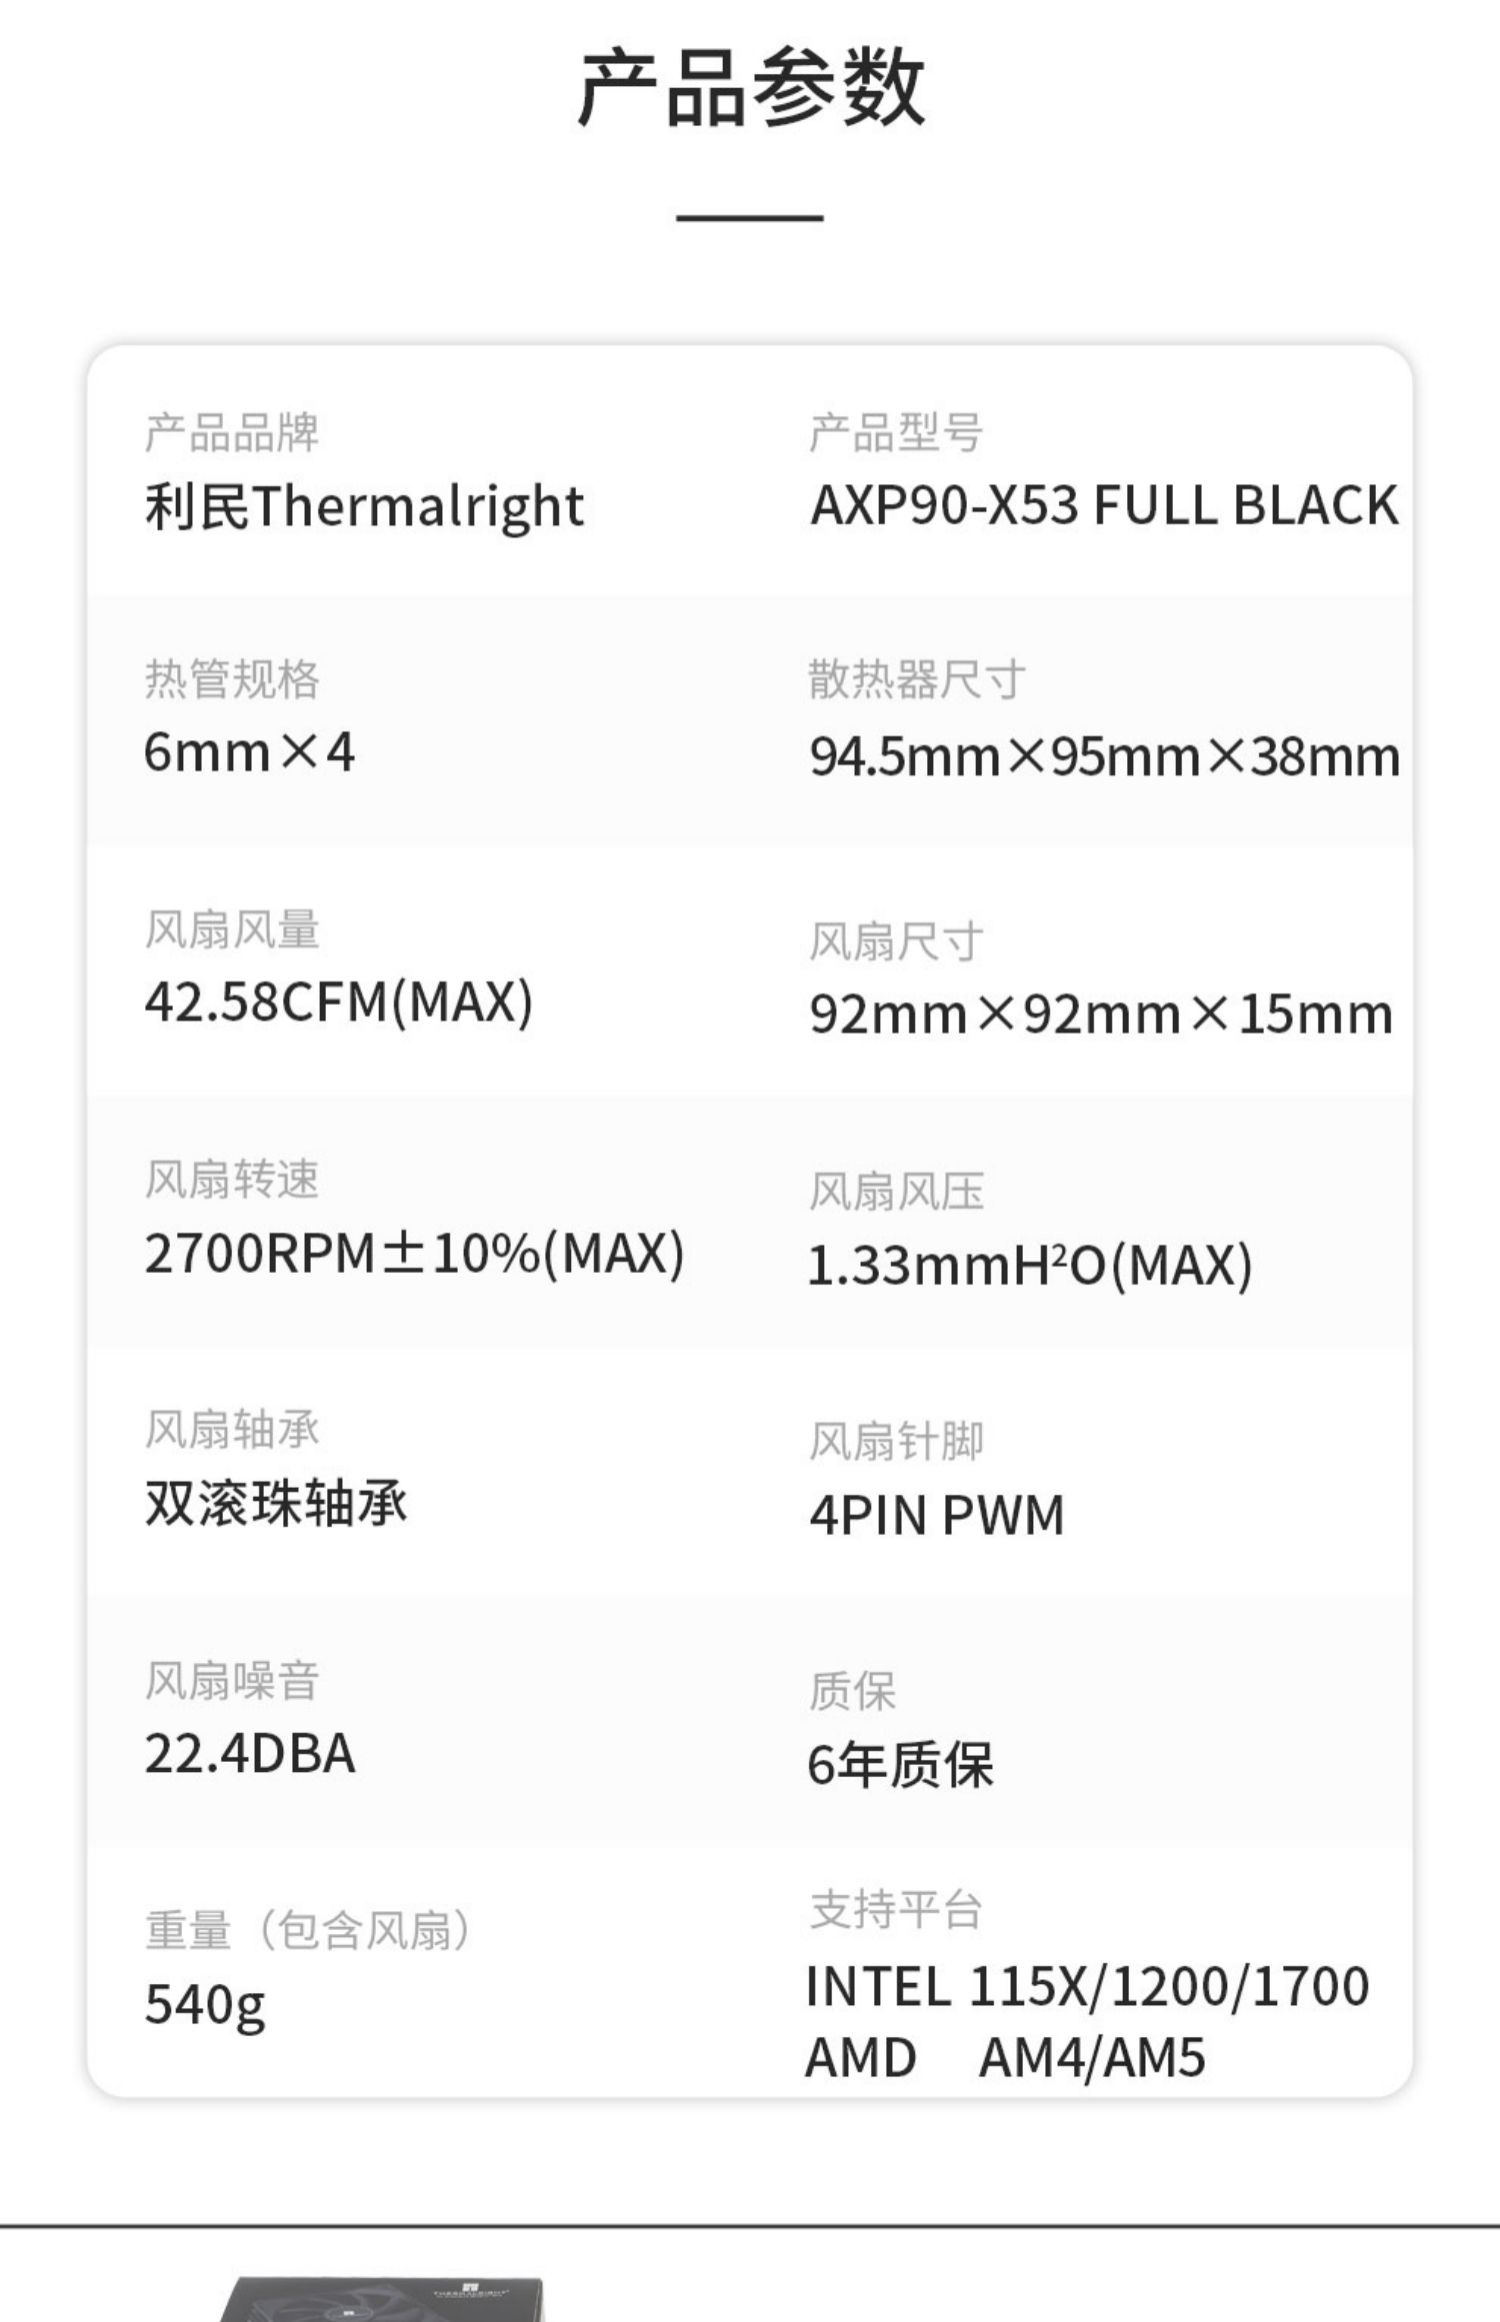 产品参数
产品品牌
利民Thermalright
产品型号
AXP90-X53 FULL BLACK
热管规格
6mm×4
散热器尺寸
94.5mm×95mm×38mm
风扇风量
42.58CFM(MAX)
风扇尺寸
92mm×92mm×15mm
风扇转速
2700RPM±10%(MAX)
风扇风压
1.33mmH²O(MAX)
风扇轴承
双滚珠轴承
风扇针脚
4PIN PWM
风扇噪音
22.4DBA
质保
6年质保
重量（包含风扇）
540g
支持平台
INTEL 115X/1200/1700
AMD AM4/AM5
THERMALRIGHT